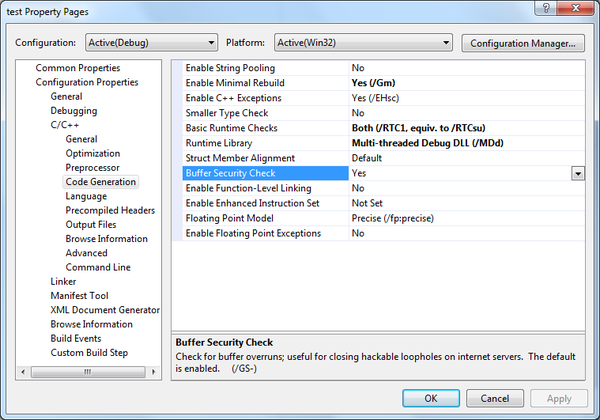 test Property Pages
Configuration: Active(Debug) Platform: Active(Win32) Configuration Manager...
Common Properties
Configuration Properties
General
Debugging
C/C++
General
Optimization
Preprocessor
Code Generation
Language
Precompiled Headers
Output Files
Browse Information
Advanced
Command Line
Linker
Manifest Tool
XML Document Generator
Browse Information
Build Events
Custom Build Step
Enable String Pooling No
Enable Minimal Rebuild Yes (/Gm)
Enable C++ Exceptions Yes (/EHsc)
Smaller Type Check No
Basic Runtime Checks Both (/RTC1, equiv. to /RTCsu)
Runtime Library Multi-threaded Debug DLL (/MDd)
Struct Member Alignment Default
Buffer Security Check Yes
Enable Function-Level Linking No
Enable Enhanced Instruction Set Not Set
Floating Point Model Precise (/fp:precise)
Enable Floating Point Exceptions No
Buffer Security Check
Check for buffer overruns; useful for closing hackable loopholes on internet servers. The default
is enabled. (/GS-)
OK Cancel Apply